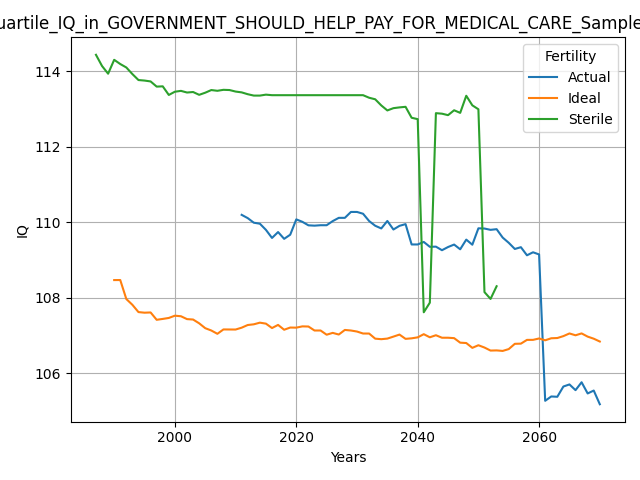 uartile_IQ_in_GOVERNMENT_SHOULD_HELP_PAY_FOR_MEDICAL_CARE_Sample
Fertility
Actual
Ideal
Sterile
IQ
114
112
110
108
106
2000
2020
2040
2060
Years